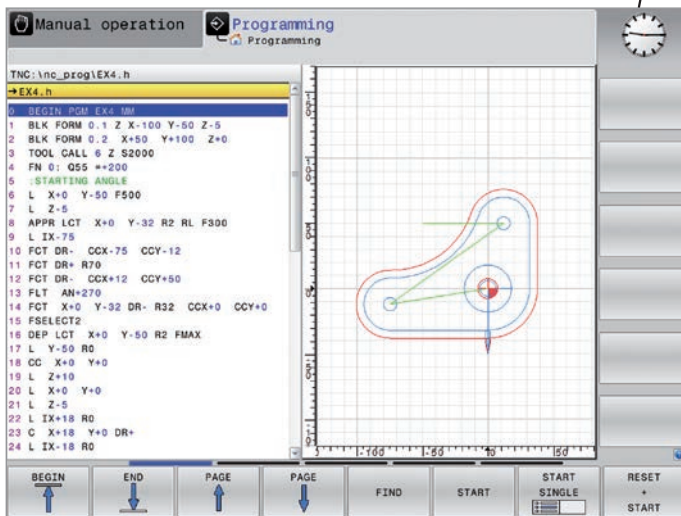 Manual operation
Programming
Programming
TNC:\nc_prog\EX4.h
→EX4.h
0 BEGIN PGM EX4 MM
1 BLK FORM 0.1 Z X-100 Y-50 Z-5
2 BLK FORM 0.2 X+50 Y+100 Z+0
3 TOOL CALL 6 Z S2000
4 FN 0: Q55 =+200
5 ;STARTING ANGLE
6 L X+0 Y-50 F500
7 L Z-5
8 APPR LCT X+0 Y-32 R2 RL F300
9 L IX-75
10 FCT DR- CCX-75 CCY-12
11 FCT DR+ R70
12 FCT DR- CCX+12 CCY+50
13 FLT AN+270
14 FCT X+0 Y-32 DR- R32 CCX+0 CCY+0
15 FSELECT2
16 DEP LCT X+0 Y-50 R2 FMAX
17 L Y-50 R0
18 CC X+0 Y+0
19 L Z+10
20 L X+0 Y+0
21 L Z-5
22 L IX+18 R0
23 C X+18 Y+0 DR+
24 L IX-18 R0
-100 -50 0 50
BEGIN
END
PAGE
PAGE
FIND
START
START
SINGLE
RESET
+
START